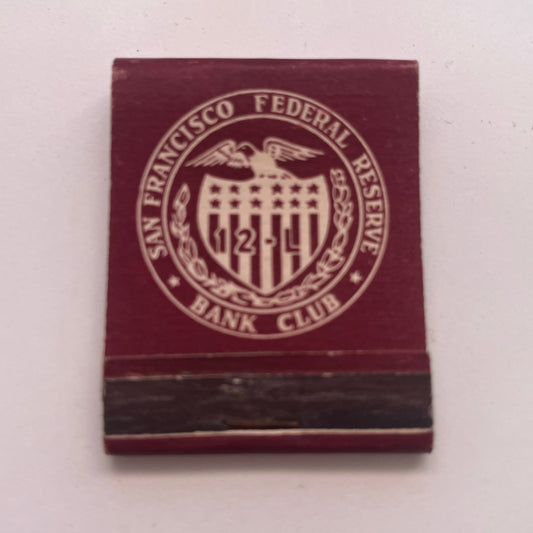 SAN FRANCISCO FEDERAL RESERVE
12-L
BANK CLUB